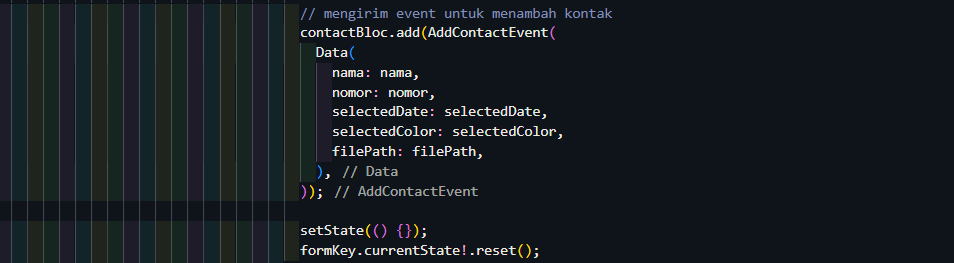 // mengirim event untuk menambah kontak
contactBloc.add(AddContactEvent(
Data(
nama: nama,
nomor: nomor,
selectedDate: selectedDate,
selectedColor: selectedColor,
filePath: filePath,
), // Data
)); // AddContactEvent
setState(() {});
formKey.currentState!.reset();